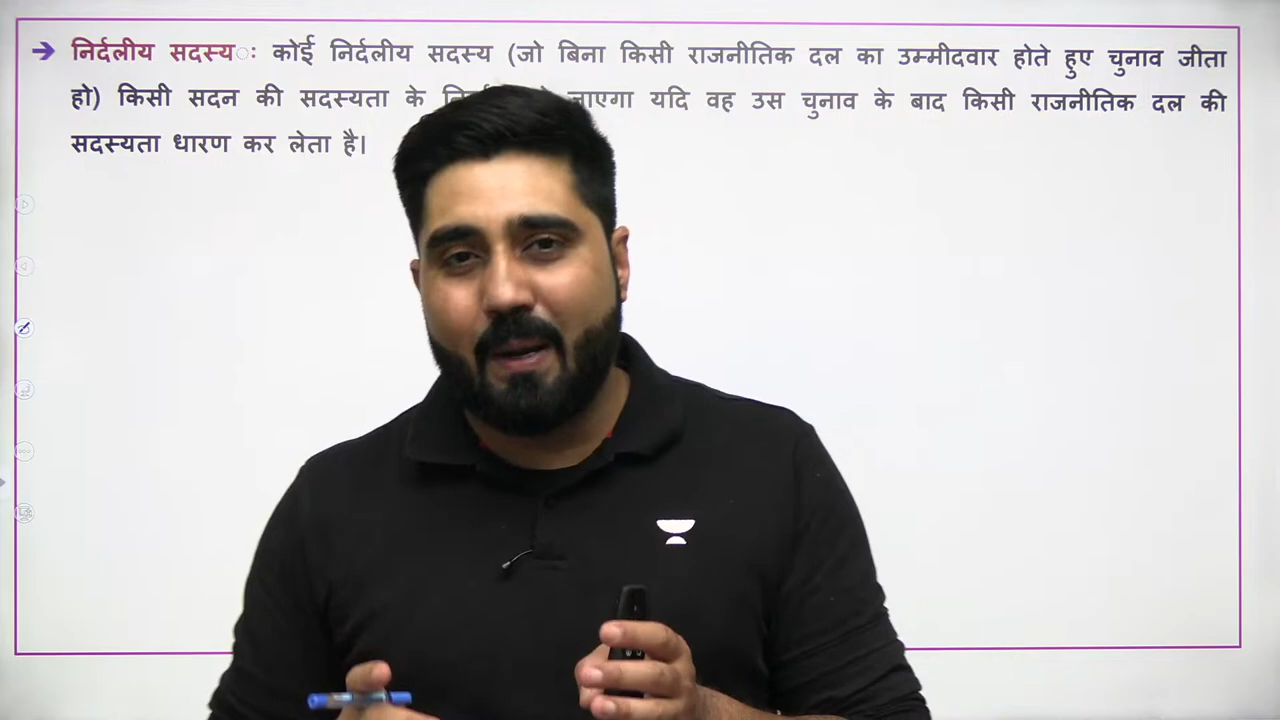 निर्दलीय सदस्यः कोई निर्दलीय सदस्य (जो बिना किसी राजनीतिक दल का उम्मीदवार होते हुए चुनाव जीता
हो) किसी सदन की सदस्यता के जाएगा यदि वह उस चुनाव के बाद किसी राजनीतिक दल की
सदस्यता धारण कर लेता है।